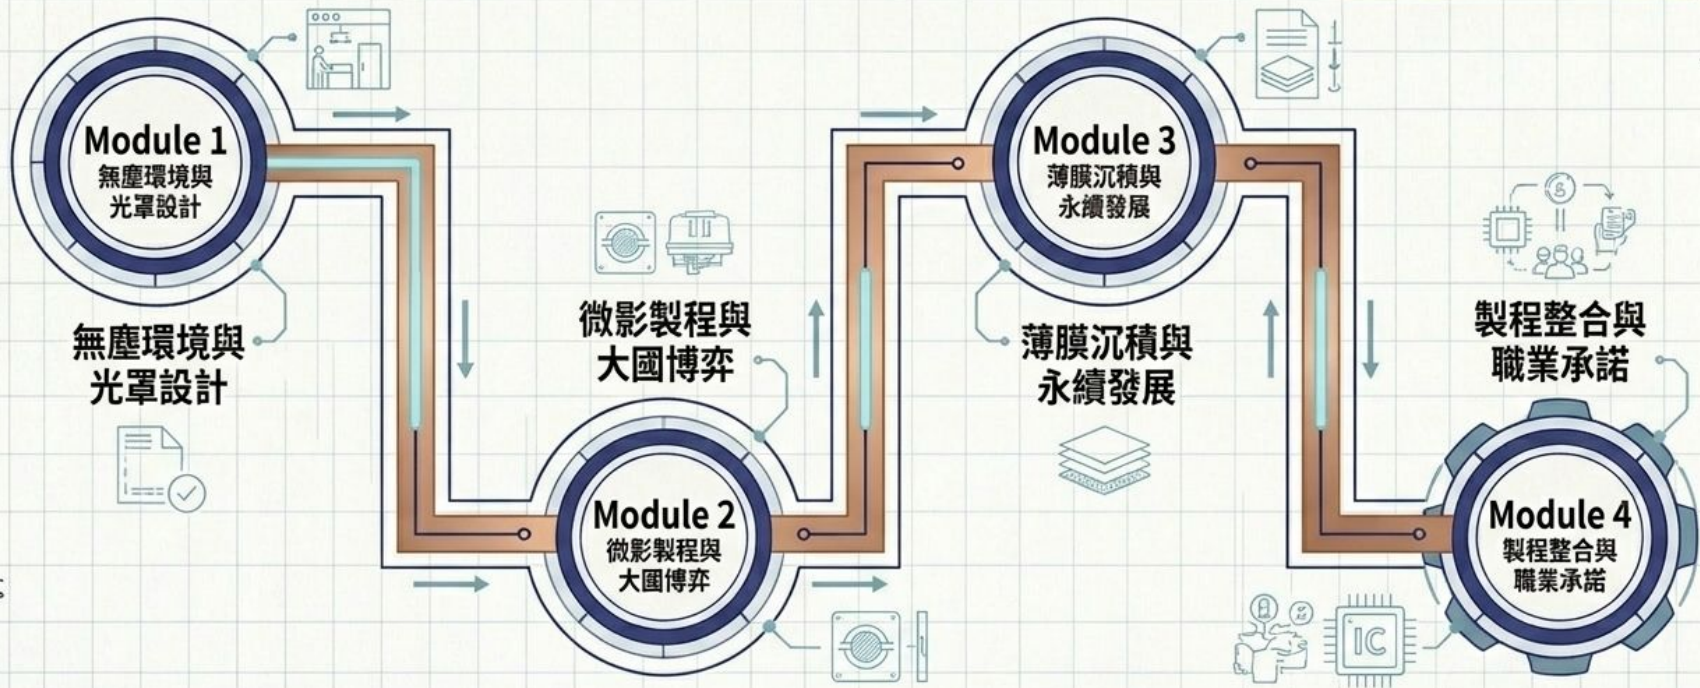 Module 1
無塵環境與
光罩設計
無塵環境與
光罩設計
微影製程與
大國博弈
Module 2
微影製程與
大國博弈
Module 3
薄膜沉積與
永續發展
薄膜沉積與
永續發展
製程整合與
職業承諾
Module 4
製程整合與
職業承諾
IC